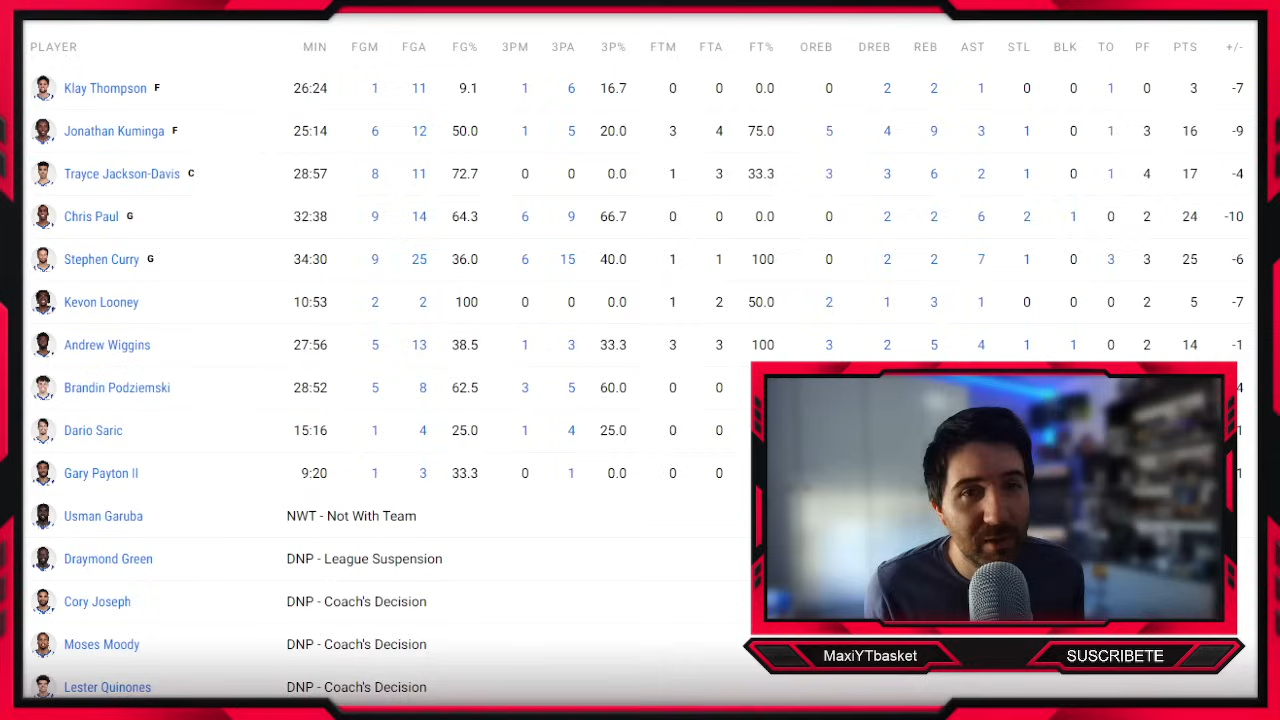 PLAYER MIN FGM FGA FG% 3PM 3PA 3P% FTM FTA FT% OREB DREB REB AST STL BLK TO PF PTS +/-
Klay Thompson F 26:24 1 11 9.1 1 6 16.7 0 0 0.0 0 2 2 1 0 0 1 0 3 -7
Jonathan Kuminga F 25:14 6 12 50.0 1 5 20.0 3 4 75.0 5 4 9 3 1 0 1 3 16 -9
Trayce Jackson-Davis C 28:57 8 11 72.7 0 0 0.0 1 3 33.3 3 3 6 2 1 0 1 4 17 -4
Chris Paul G 32:38 9 14 64.3 6 9 66.7 0 0 0.0 0 2 2 6 2 1 0 2 24 -10
Stephen Curry G 34:30 9 25 36.0 6 15 40.0 1 1 100 0 2 2 7 1 0 3 3 25 -6
Kevon Looney 10:53 2 2 100 0 0 0.0 1 2 50.0 2 1 3 1 0 0 0 2 5 -7
Andrew Wiggins 27:56 5 13 38.5 1 3 33.3 3 3 100 3 2 5 4 1 1 0 2 14 -1
Brandin Podziemski 28:52 5 8 62.5 3 5 60.0 0 0
Dario Saric 15:16 1 4 25.0 1 4 25.0 0 0
Gary Payton II 9:20 1 3 33.3 0 1 0.0 0 0
Usman Garuba NWT - Not With Team
Draymond Green DNP - League Suspension
Cory Joseph DNP - Coach's Decision
Moses Moody DNP - Coach's Decision
Lester Quinones DNP - Coach's Decision
MaxiYTbasket SUSCRIBETE